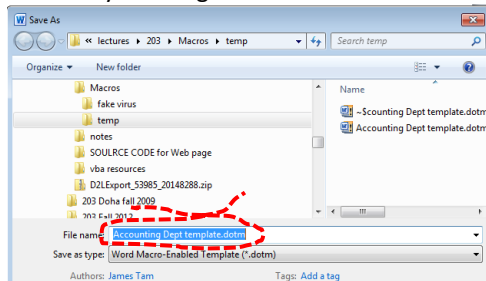 Save As
« lectures ▸ 203 ▸ Macros ▸ temp
Search temp
Organize
New folder
Macros
fake virus
temp
notes
SOULRCE CODE for Web page
vba resources
D2LExport_53985_20148288.zip
203 Doha fall 2009
203 Fall 2012
Name
~$counting Dept template.dotm
Accounting Dept template.dotm
File name: Accounting Dept template.dotm
Save as type: Word Macro-Enabled Template (*.dotm)
Authors: James Tam
Tags: Add a tag